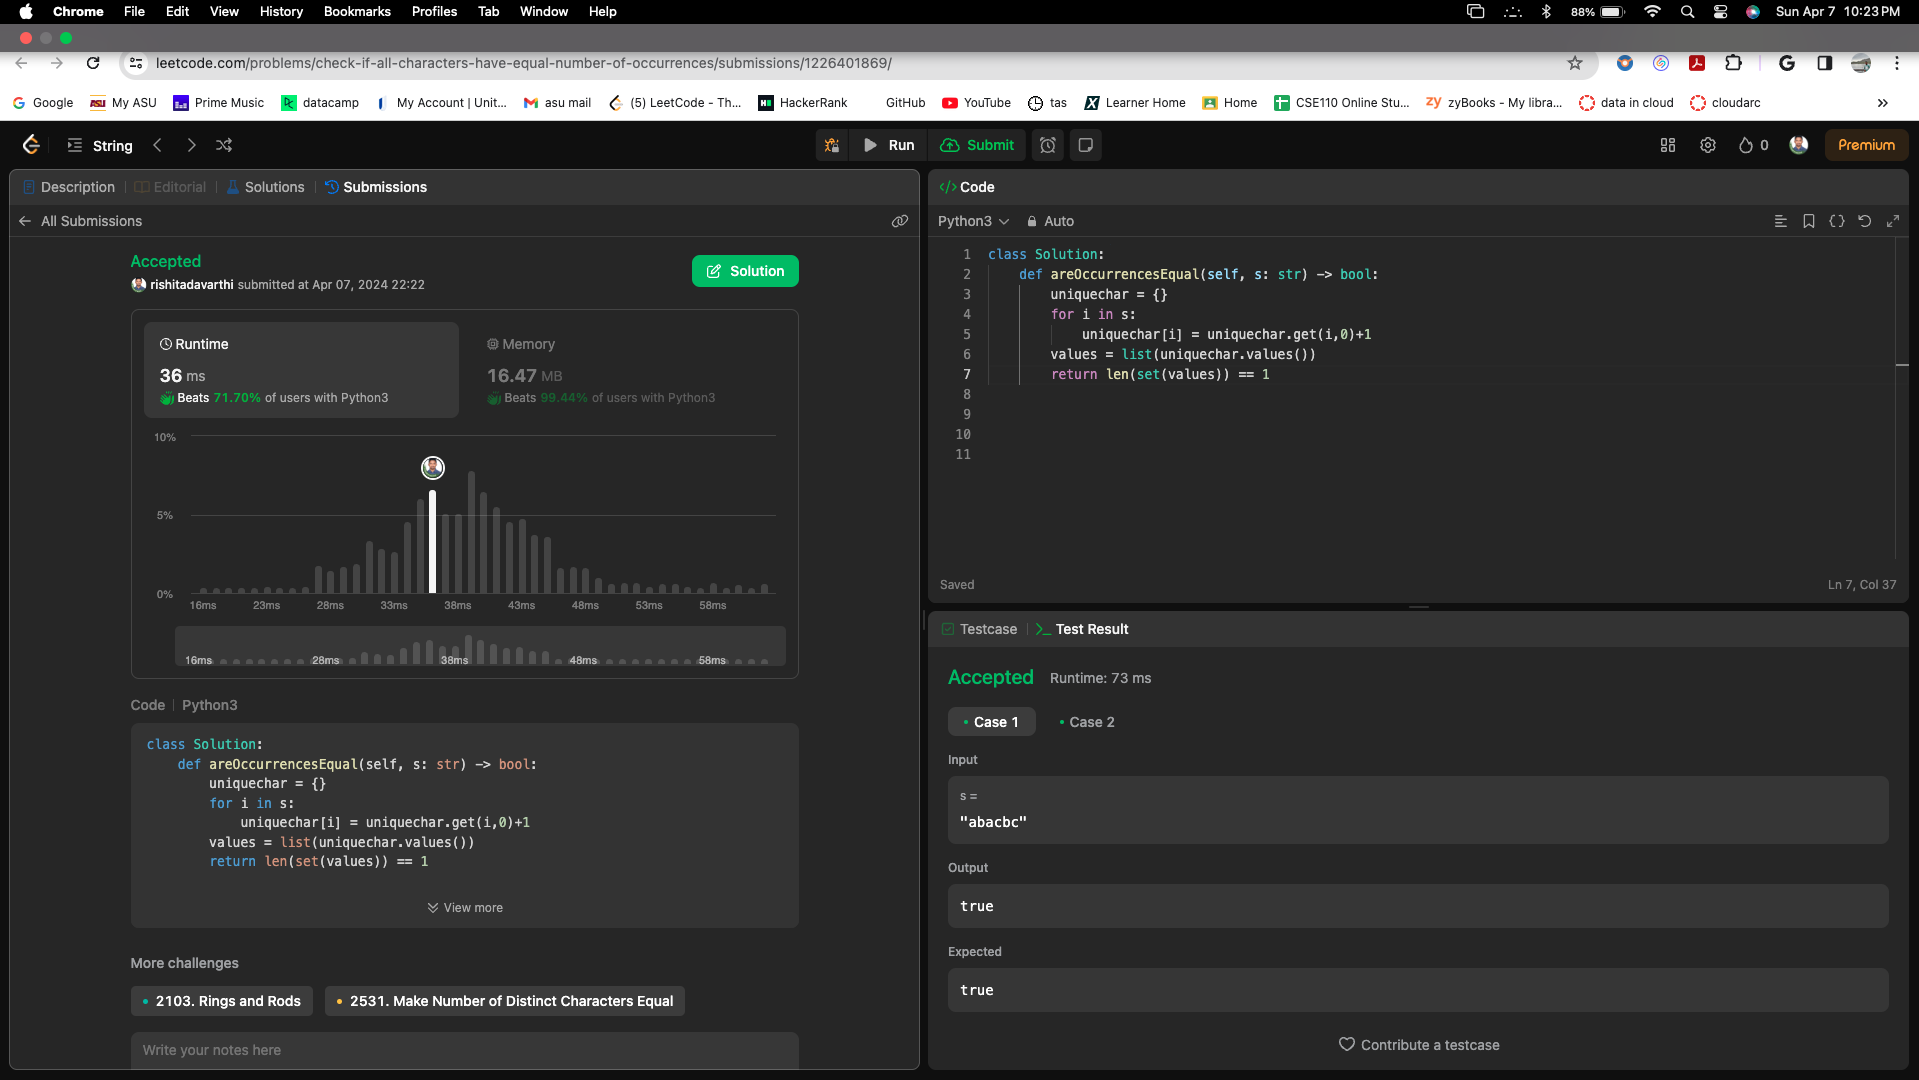 Chrome File Edit View History Bookmarks Profiles Tab Window Help 88% Sun Apr 7 10:23 PM
leetcode.com/problems/check-if-all-characters-have-equal-number-of-occurrences/submissions/1226401869/
Google My ASU Prime Music datacamp My Account | Unit... asu mail (5) LeetCode - Th... HackerRank GitHub YouTube tas Learner Home Home CSE110 Online Stu... zyBooks - My libra... data in cloud cloudarc »
String Run Submit 0 Premium
Description Editorial Solutions Submissions
All Submissions
Accepted
rishitadavarthi submitted at Apr 07, 2024 22:22
Solution
Runtime
36 ms
Beats 71.70% of users with Python3
Memory
16.47 MB
Beats 99.44% of users with Python3
10%
5%
0%
16ms 23ms 28ms 33ms 38ms 43ms 48ms 53ms 58ms
16ms 28ms 38ms 48ms 58ms
Code | Python3
class Solution:
def areOccurrencesEqual(self, s: str) -> bool:
uniquechar = {}
for i in s:
uniquechar[i] = uniquechar.get(i,0)+1
values = list(uniquechar.values())
return len(set(values)) == 1
View more
More challenges
2103. Rings and Rods 2531. Make Number of Distinct Characters Equal
Write your notes here
</> Code
Python3 Auto
1 class Solution:
2 def areOccurrencesEqual(self, s: str) -> bool:
3 uniquechar = {}
4 for i in s:
5 uniquechar[i] = uniquechar.get(i,0)+1
6 values = list(uniquechar.values())
7 return len(set(values)) == 1
8
9
10
11
Saved Ln 7, Col 37
Testcase Test Result
Accepted Runtime: 73 ms
Case 1 Case 2
Input
s =
"abacbc"
Output
true
Expected
true
Contribute a testcase